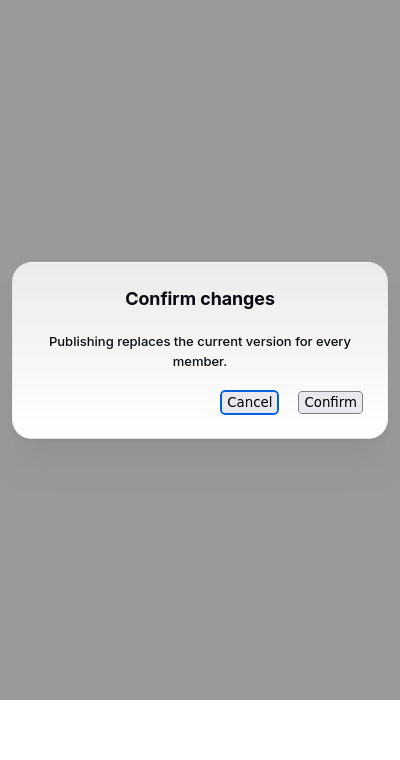 Confirm changes
Publishing replaces the current version for every
member.
Cancel Confirm